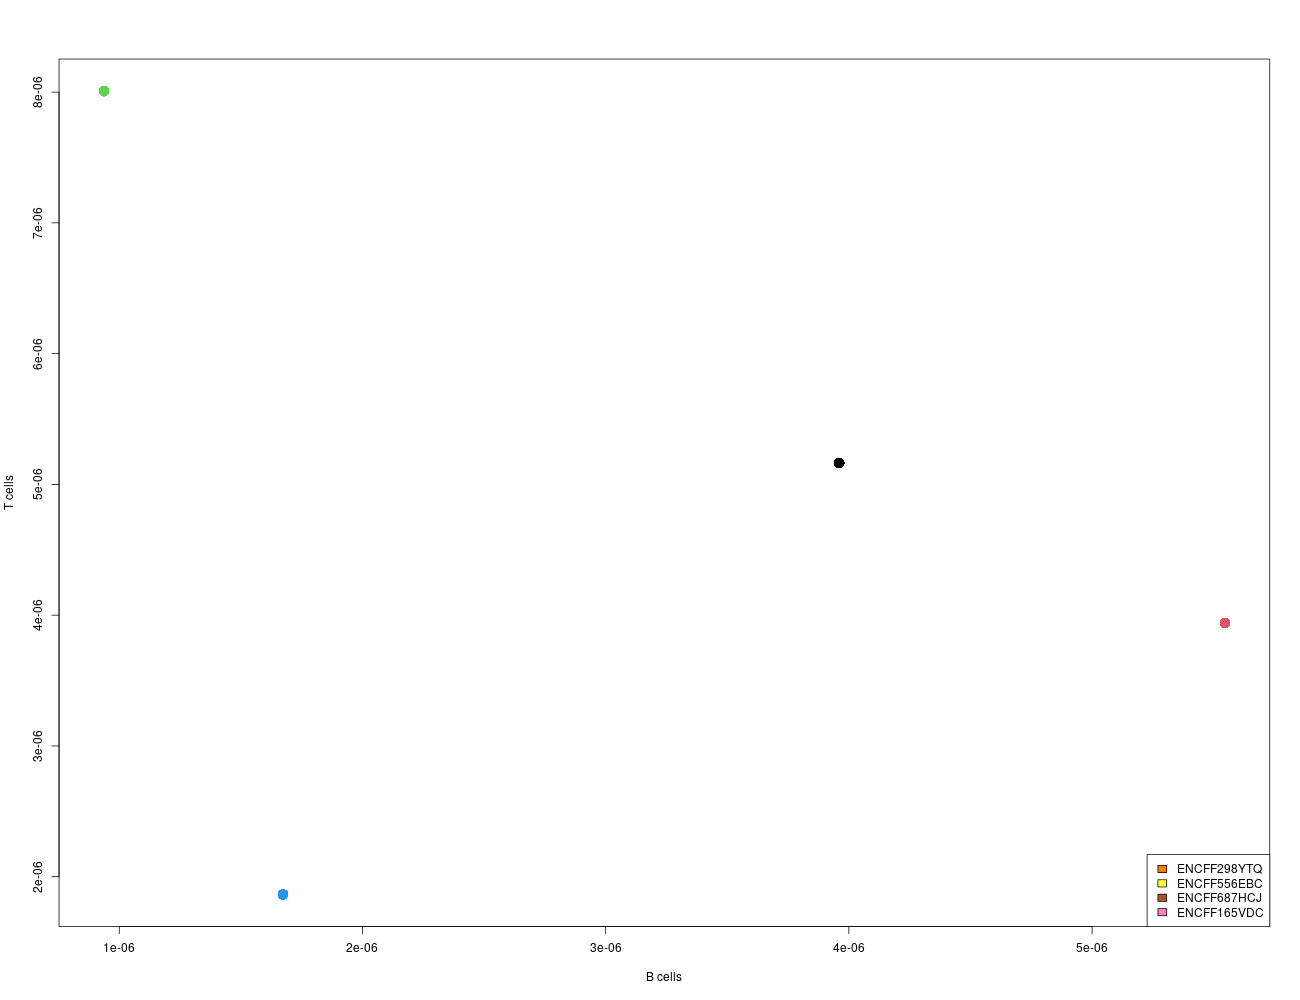 8e-06
7e-06
6e-06
5e-06
4e-06
3e-06
2e-06
T cells
1e-06 2e-06 3e-06 4e-06 5e-06
B cells
ENCFF298YTQ
ENCFF556EBC
ENCFF687HCJ
ENCFF165VDC